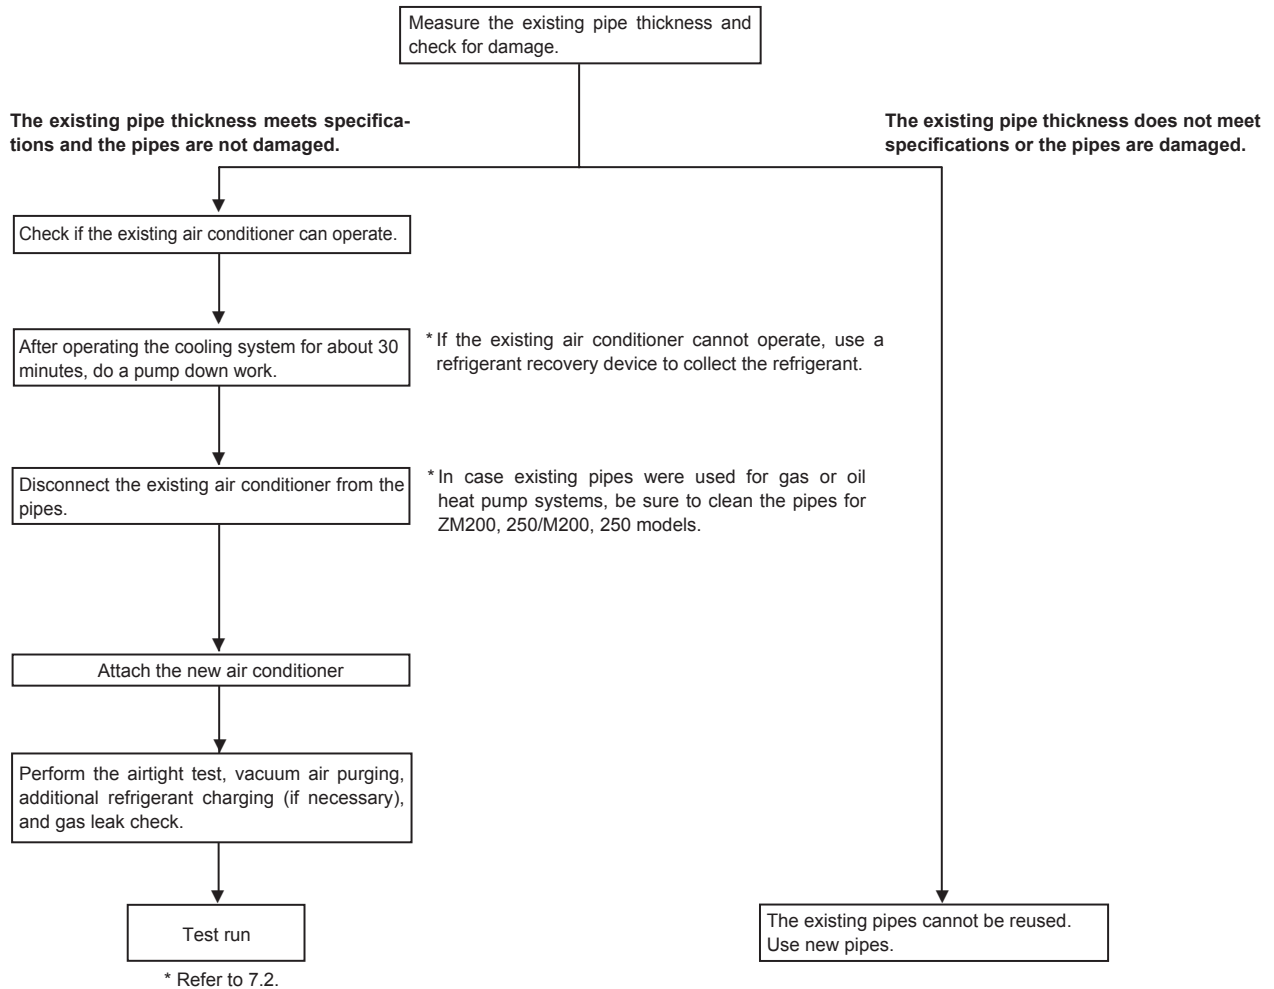 Measure the existing pipe thickness and
check for damage.
The existing pipe thickness meets specifica-
tions and the pipes are not damaged.
The existing pipe thickness does not meet
specifications or the pipes are damaged.
Check if the existing air conditioner can operate.
After operating the cooling system for about 30
minutes, do a pump down work.
* If the existing air conditioner cannot operate, use a
refrigerant recovery device to collect the refrigerant.
Disconnect the existing air conditioner from the
pipes.
* In case existing pipes were used for gas or oil
heat pump systems, be sure to clean the pipes for
ZM200, 250/M200, 250 models.
Attach the new air conditioner
Perform the airtight test, vacuum air purging,
additional refrigerant charging (if necessary),
and gas leak check.
Test run
* Refer to 7.2.
The existing pipes cannot be reused.
Use new pipes.